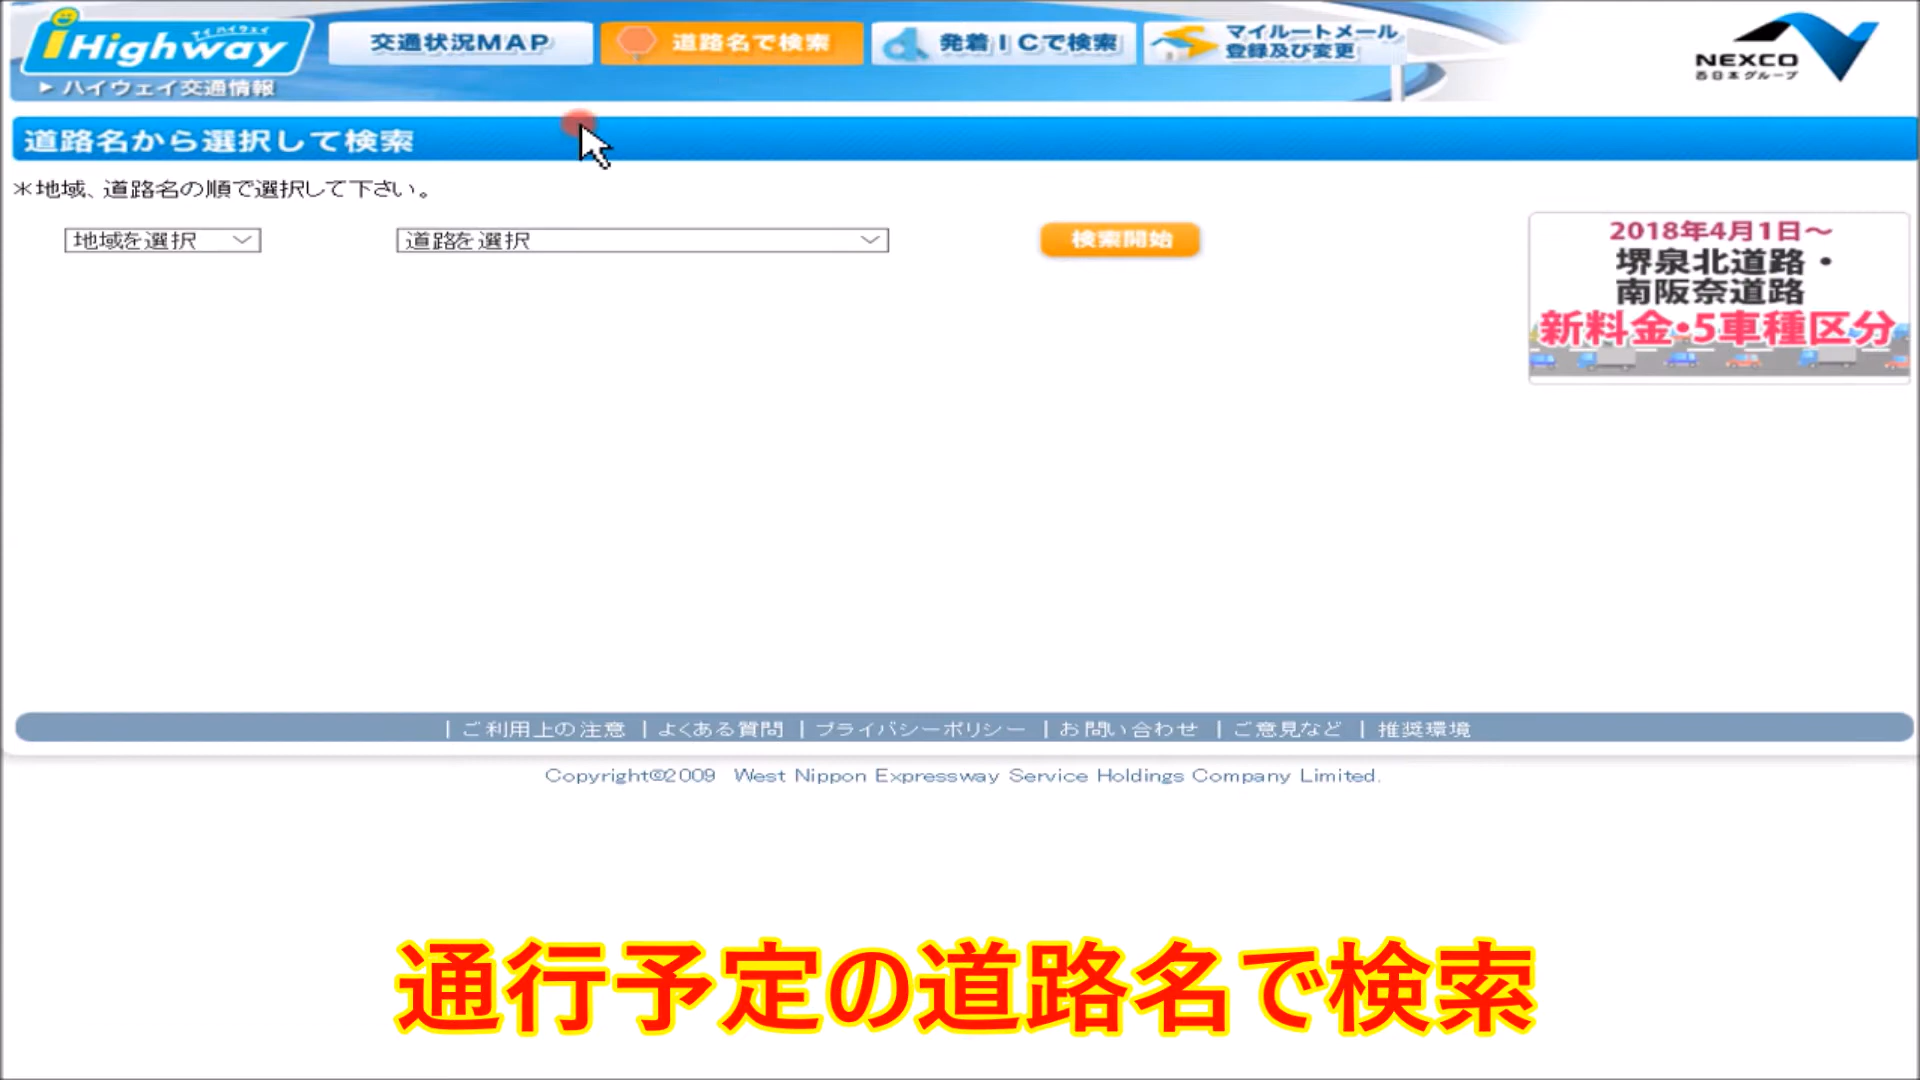 iHighway
アイハイウェイ
ハイウェイ交通情報
交通状況MAP
道路名で検索
発着ICで検索
マイルートメール
登録及び変更
NEXCO
西日本グループ
道路名から選択して検索
＊地域、道路名の順で選択して下さい。
地域を選択
道路を選択
検索開始
2018年4月1日～
堺泉北道路・
南阪奈道路
新料金・5車種区分
| ご利用上の注意 | よくある質問 | プライバシーポリシー | お問い合わせ | ご意見など | 推奨環境
Copyright©2009 West Nippon Expressway Service Holdings Company Limited.
通行予定の道路名で検索